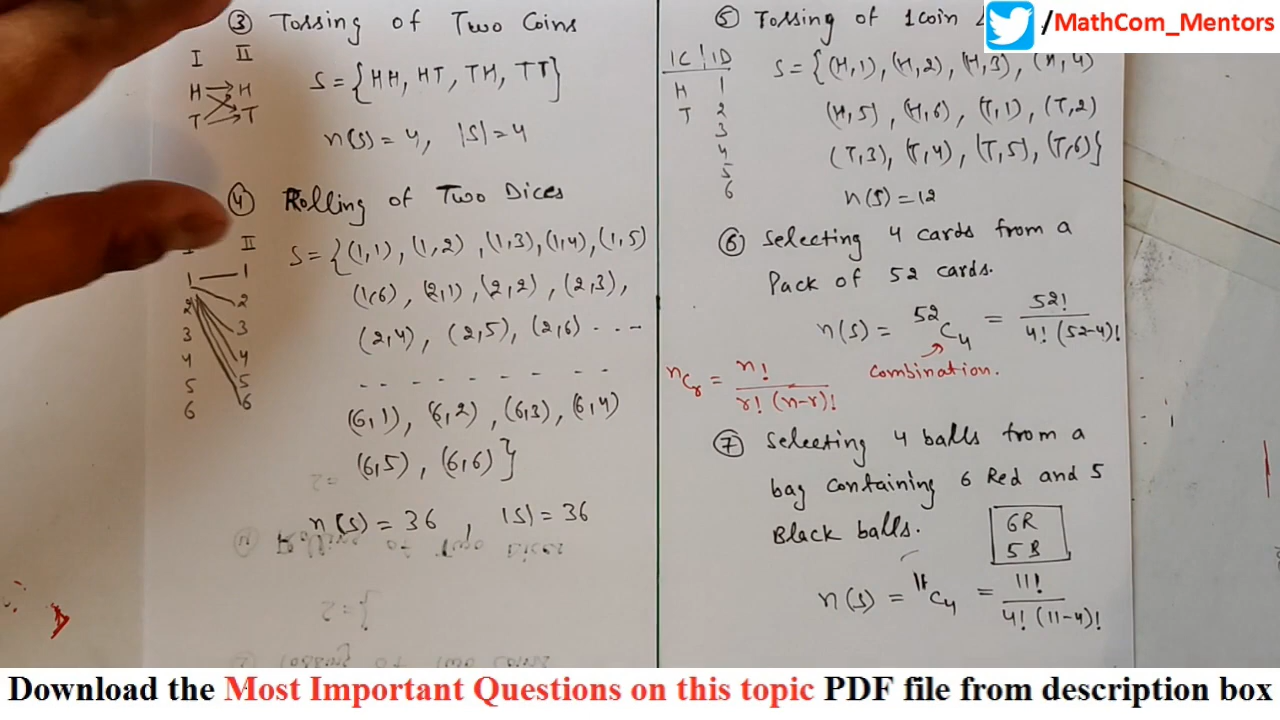 ③ Tossing of Two Coins
I II
H H
T T
S = {HH, HT, TH, TT}
n(S) = 4, |S| = 4
④ Rolling of Two Dices
II
1 1
2 2
3 3
4 4
5 5
6 6
S = {(1,1), (1,2), (1,3), (1,4), (1,5)
(1,6), (2,1), (2,2), (2,3),
(2,4), (2,5), (2,6) ....
.. - - - - - - -
(6,1), (6,2), (6,3), (6,4)
(6,5), (6,6)}
n(S) = 36 , |S| = 36
⑤ Tossing of 1 coin
1C | 1D
H 1
T 2
3
4
5
6
S = {(H,1), (H,2), (H,3), (H,4)
(H,5), (H,6), (T,1), (T,2)
(T,3), (T,4), (T,5), (T,6)}
n(S) = 12
⑥ Selecting 4 cards from a
Pack of 52 cards.
n(S) = ⁵²C₄ = 52! / 4! (52-4)!
Combination.
ⁿCᵣ = n! / r! (n-r)!
⑦ Selecting 4 balls from a
bag containing 6 Red and 5
Black balls.
6R
5B
n(S) = ¹¹C₄ = 11! / 4! (11-4)!
/MathCom_Mentors
Download the Most Important Questions on this topic PDF file from description box